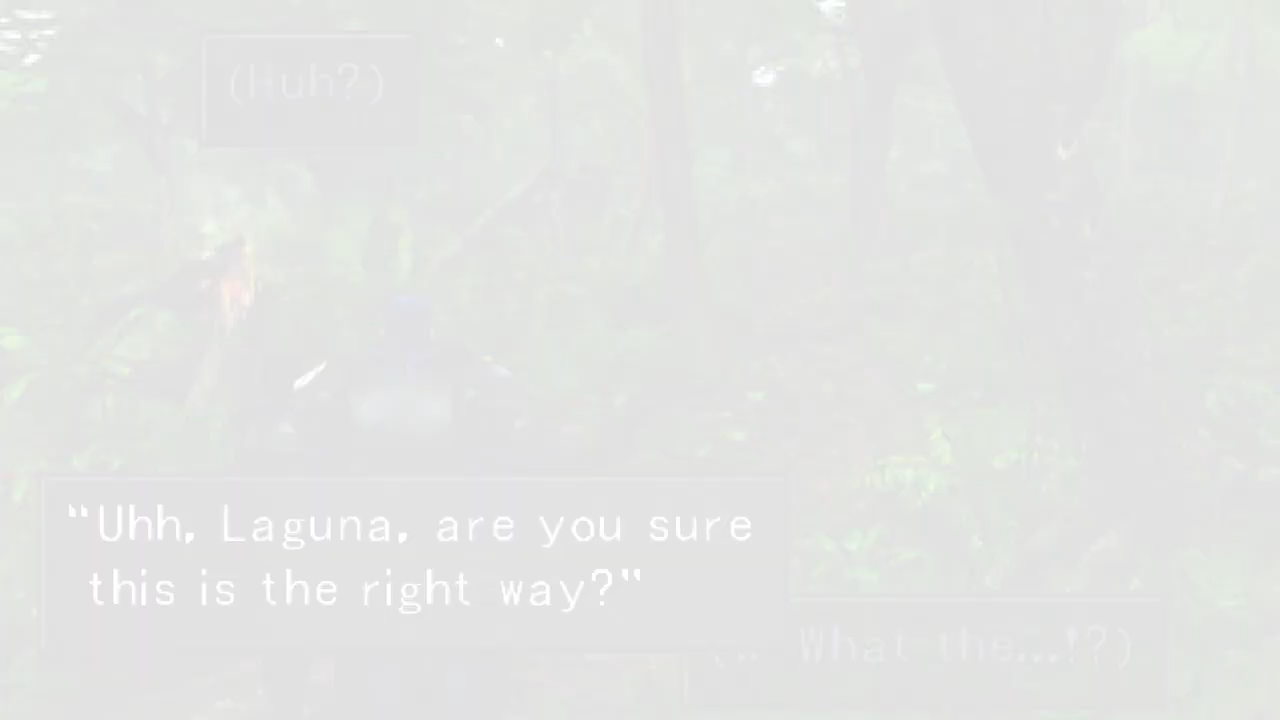 (Huh?)
“Uhh, Laguna, are you sure
this is the right way?"
(.. What the...!?)